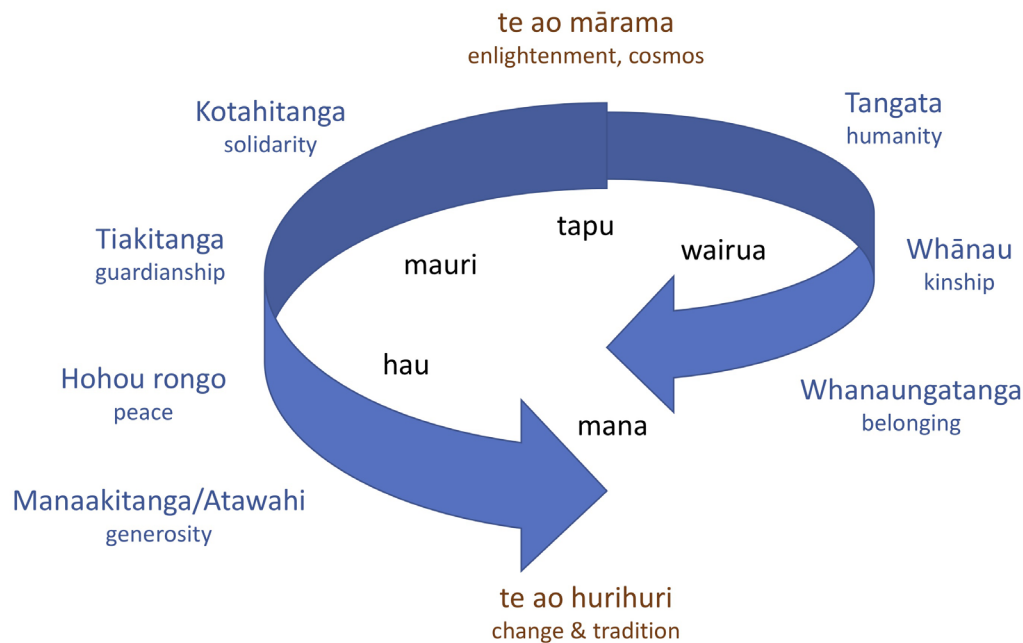 te ao mārama
enlightenment, cosmos
Kotahitanga
solidarity
Tangata
humanity
tapu
mauri
wairua
Tiakitanga
guardianship
Whānau
kinship
hau
Hohou rongo
peace
Whanaungatanga
belonging
mana
Manaakitanga/Atawahi
generosity
te ao hurihuri
change & tradition